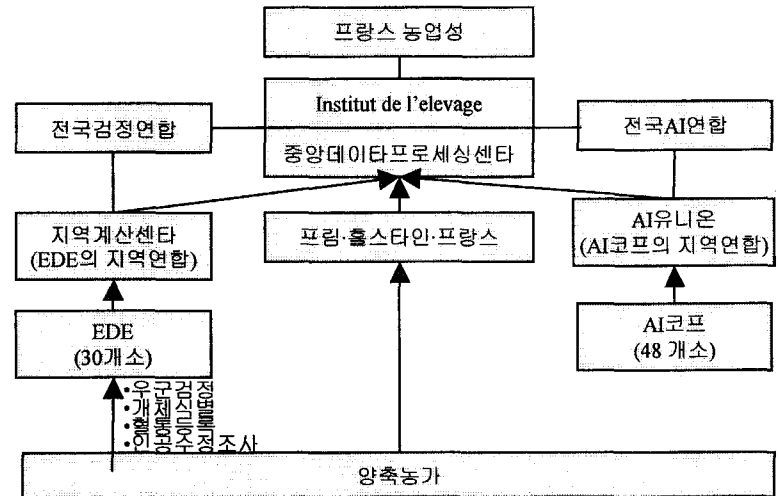 프랑스 농업성
Institut de l'elevage
전국검정연합
전국AI연합
중앙데이타프로세싱센타
지역계산센타
(EDE의 지역연합)
프림·홀스타인·프랑스
AI유니온
(AI코프의 지역연합)
EDE
(30개소)
AI코프
(48 개소)
•우군검정
•개체식별
•혈통등록
•인공수정조사
양축농가